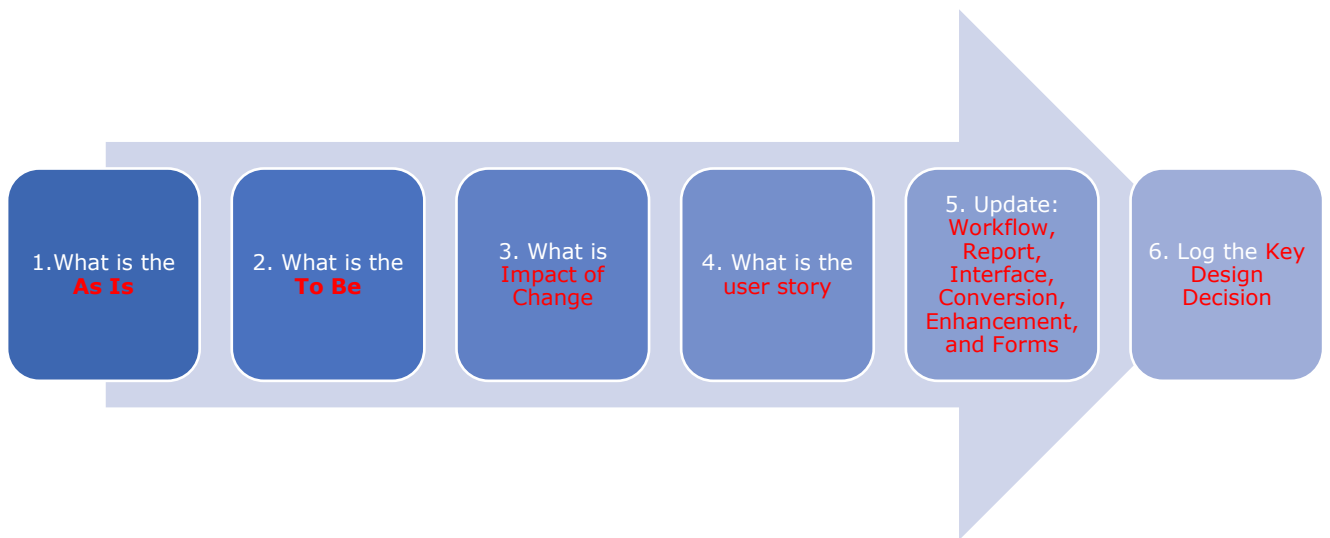 1.What is the
As Is
2. What is the
To Be
3. What is
Impact of
Change
4. What is the
user story
5. Update:
Workflow,
Report,
Interface,
Conversion,
Enhancement,
and Forms
6. Log the Key
Design
Decision